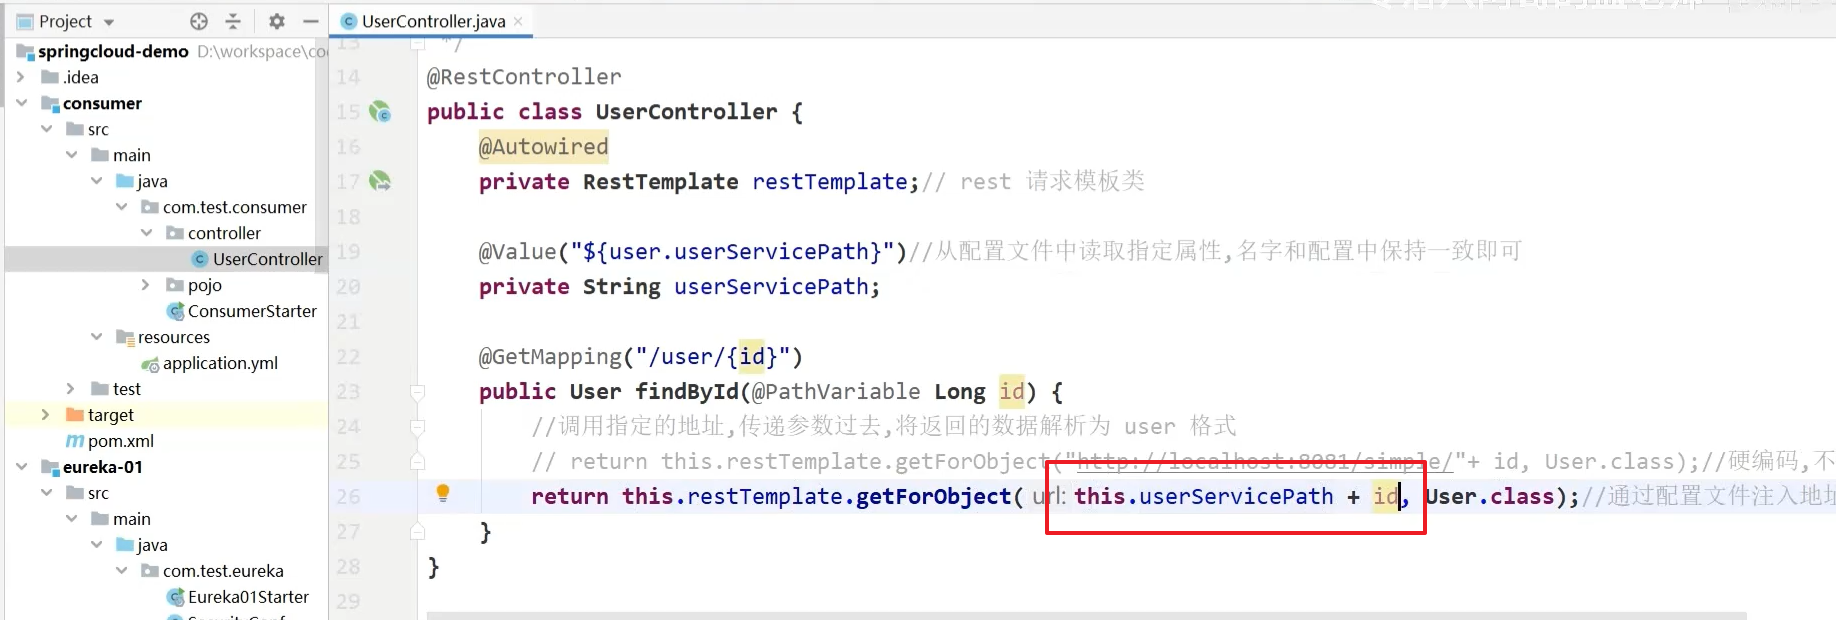 Project
UserController.java
springcloud-demo D:\workspace\co
.idea
consumer
src
main
java
com.test.consumer
controller
UserController
pojo
ConsumerStarter
resources
application.yml
test
target
pom.xml
eureka-01
src
main
java
com.test.eureka
Eureka01Starter
13 */
14 @RestController
15 public class UserController {
16 @Autowired
17 private RestTemplate restTemplate;// rest 请求模板类
18
19 @Value("${user.userServicePath}")//从配置文件中读取指定属性,名字和配置中保持一致即可
20 private String userServicePath;
21
22 @GetMapping("/user/{id}")
23 public User findById(@PathVariable Long id) {
24 //调用指定的地址,传递参数过去,将返回的数据解析为 user 格式
25 // return this.restTemplate.getForObject("http://localhost:8081/simple/"+ id, User.class);//硬编码,不
26 return this.restTemplate.getForObject( url: this.userServicePath + id, User.class);//通过配置文件注入地址
27 }
28 }
29